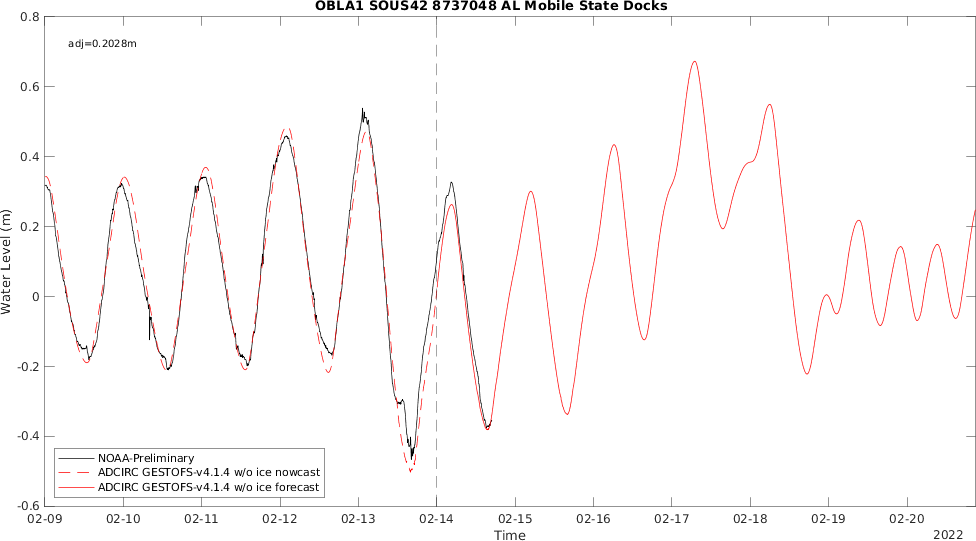 OBLA1 SOUS42 8737048 AL Mobile State Docks
adj=0.2028m
Water Level (m)
0.8
0.6
0.4
0.2
0
-0.2
-0.4
-0.6
NOAA-Preliminary
ADCIRC GESTOFS-v4.1.4 w/o ice nowcast
ADCIRC GESTOFS-v4.1.4 w/o ice forecast
02-09 02-10 02-11 02-12 02-13 02-14 02-15 02-16 02-17 02-18 02-19 02-20
Time
2022